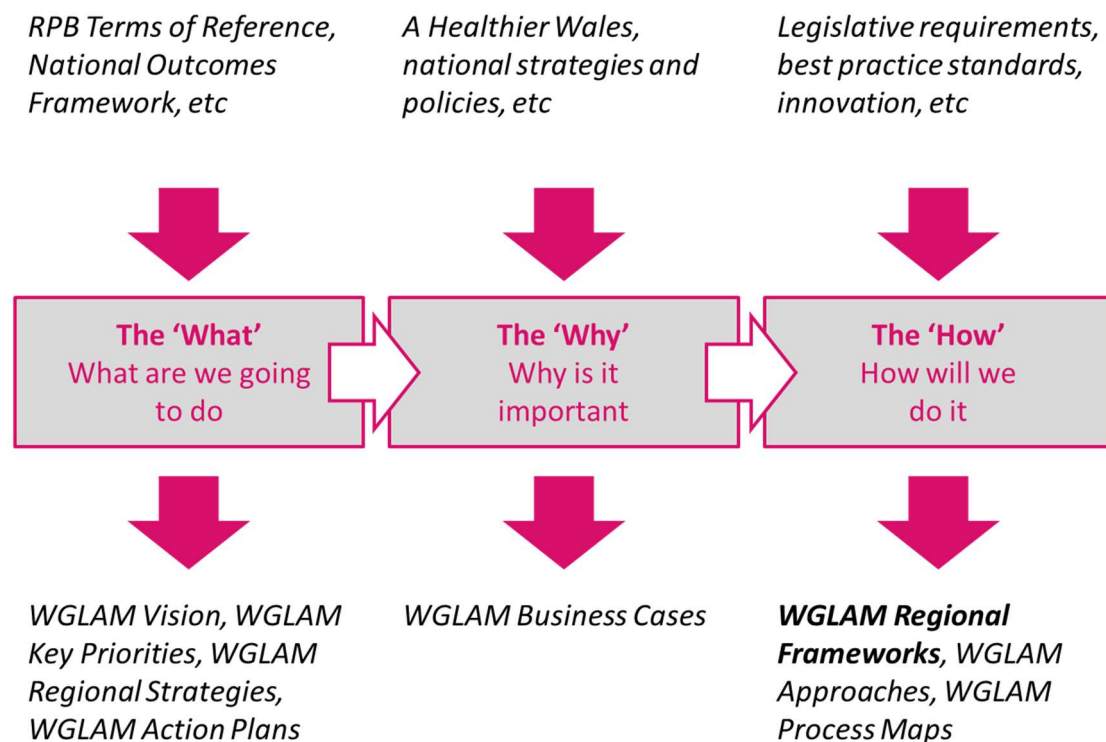 RPB Terms of Reference,
National Outcomes
Framework, etc
A Healthier Wales,
national strategies and
policies, etc
Legislative requirements,
best practice standards,
innovation, etc
The ‘What’
What are we going
to do
The ‘Why’
Why is it
important
The ‘How’
How will we
do it
WGLAM Vision, WGLAM
Key Priorities, WGLAM
Regional Strategies,
WGLAM Action Plans
WGLAM Business Cases
WGLAM Regional
Frameworks, WGLAM
Approaches, WGLAM
Process Maps